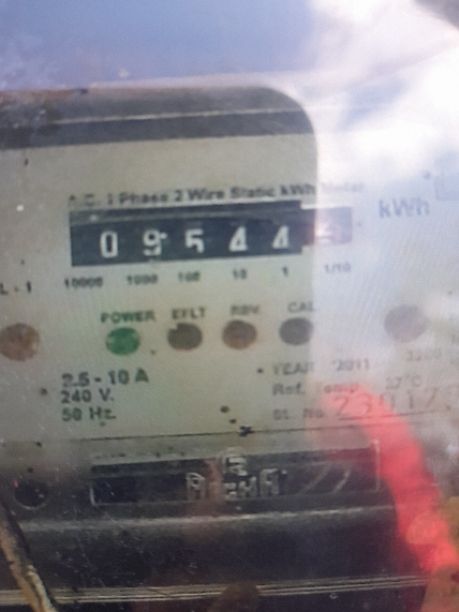 A.C. 1 Phase 2 Wire Static kWh Meter
kWh
0 9 5 4 4
10000 1000 100 10 1 1/10
POWER EFLT REV CAL
2.5 - 10 A
240 V.
50 Hz.
YEAR 2011
Ref. Temp 27°C
Sl. No